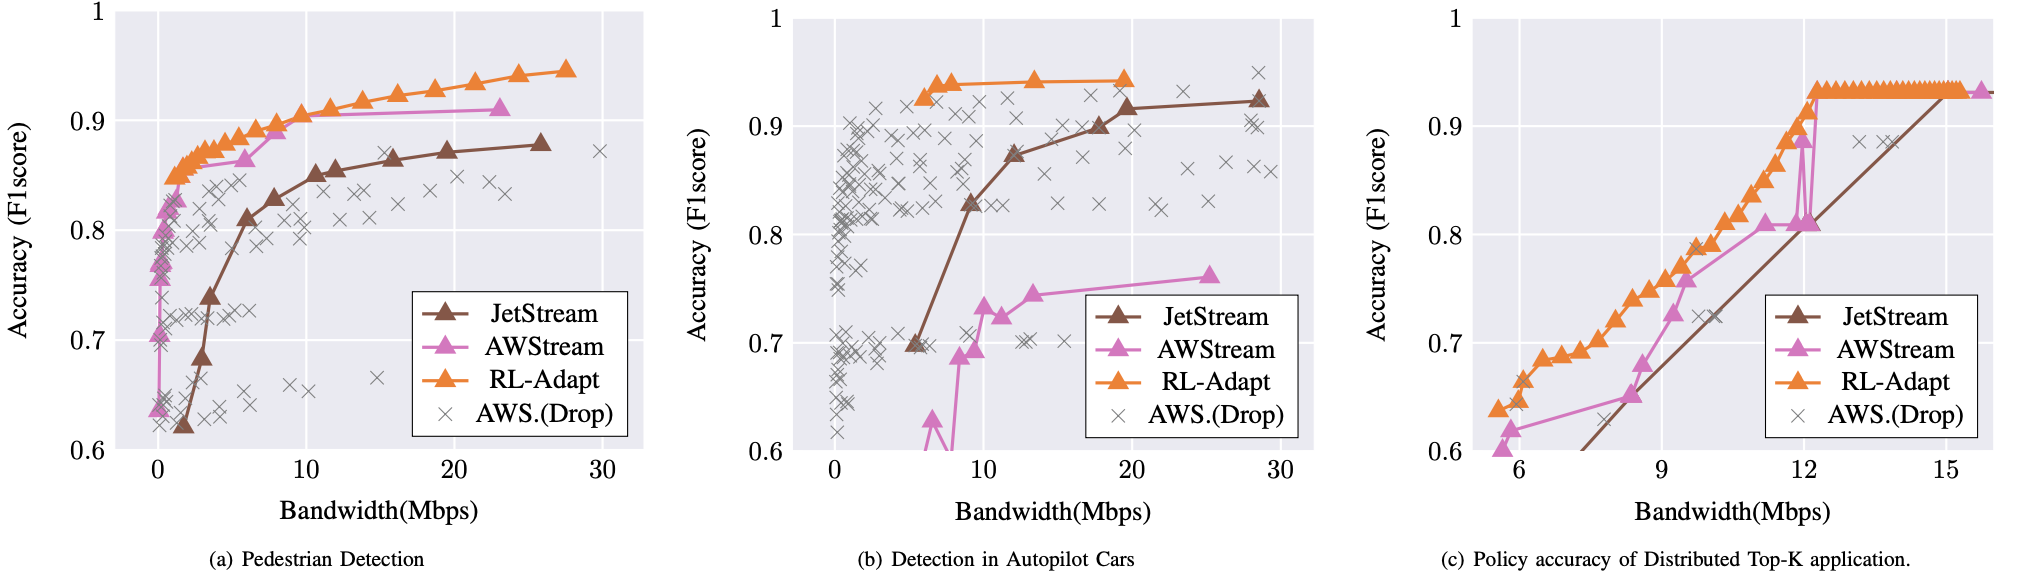 Accuracy (F1score)
1
0.9
0.8
0.7
0.6
0 10 20 30
Bandwidth(Mbps)
JetStream
AWStream
RL-Adapt
AWS.(Drop)
(a) Pedestrian Detection
Accuracy (F1score)
1
0.9
0.8
0.7
0.6
0 10 20 30
Bandwidth(Mbps)
JetStream
AWStream
RL-Adapt
AWS.(Drop)
(b) Detection in Autopilot Cars
Accuracy (F1score)
1
0.9
0.8
0.7
0.6
6 9 12 15
Bandwidth(Mbps)
JetStream
AWStream
RL-Adapt
AWS.(Drop)
(c) Policy accuracy of Distributed Top-K application.